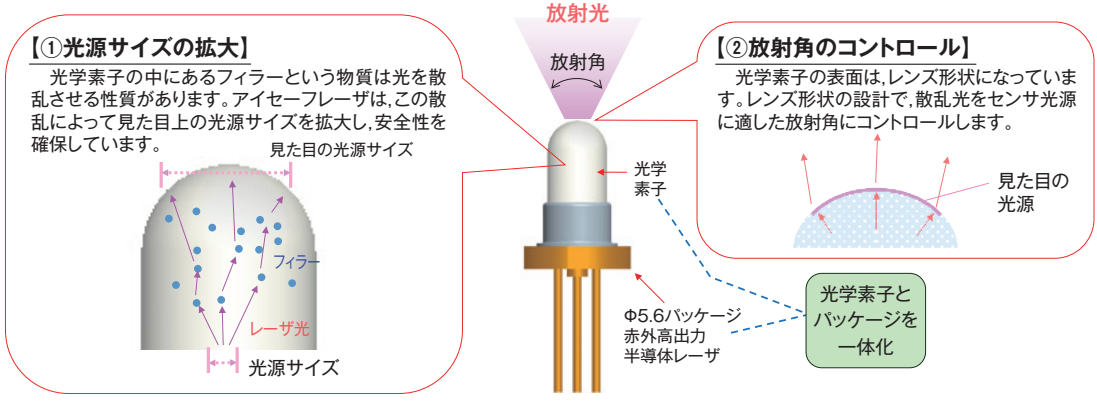 【①光源サイズの拡大】
光学素子の中にあるフィラーという物質は光を散
乱させる性質があります。アイセーフレーザは,この散
乱によって見た目上の光源サイズを拡大し,安全性を
確保しています。
見た目の光源サイズ
フィラー
レーザ光
光源サイズ
放射光
放射角
光学
素子
Φ5.6パッケージ
赤外高出力
半導体レーザ
【②放射角のコントロール】
光学素子の表面は,レンズ形状になっていま
す。レンズ形状の設計で,散乱光をセンサ光源
に適した放射角にコントロールします。
見た目の
光源
光学素子と
パッケージを
一体化